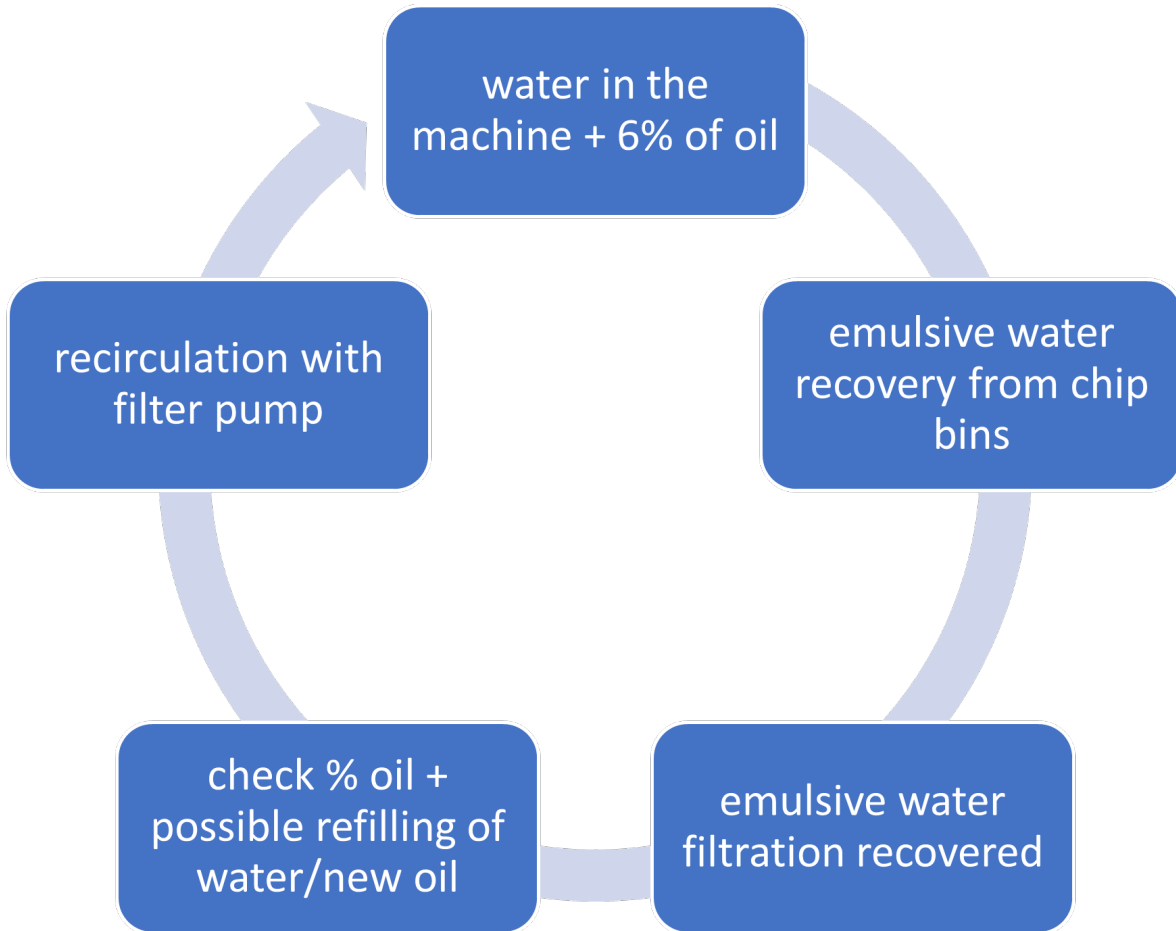 water in the
machine + 6% of oil
emulsive water
recovery from chip
bins
emulsive water
filtration recovered
check % oil +
possible refilling of
water/new oil
recirculation with
filter pump